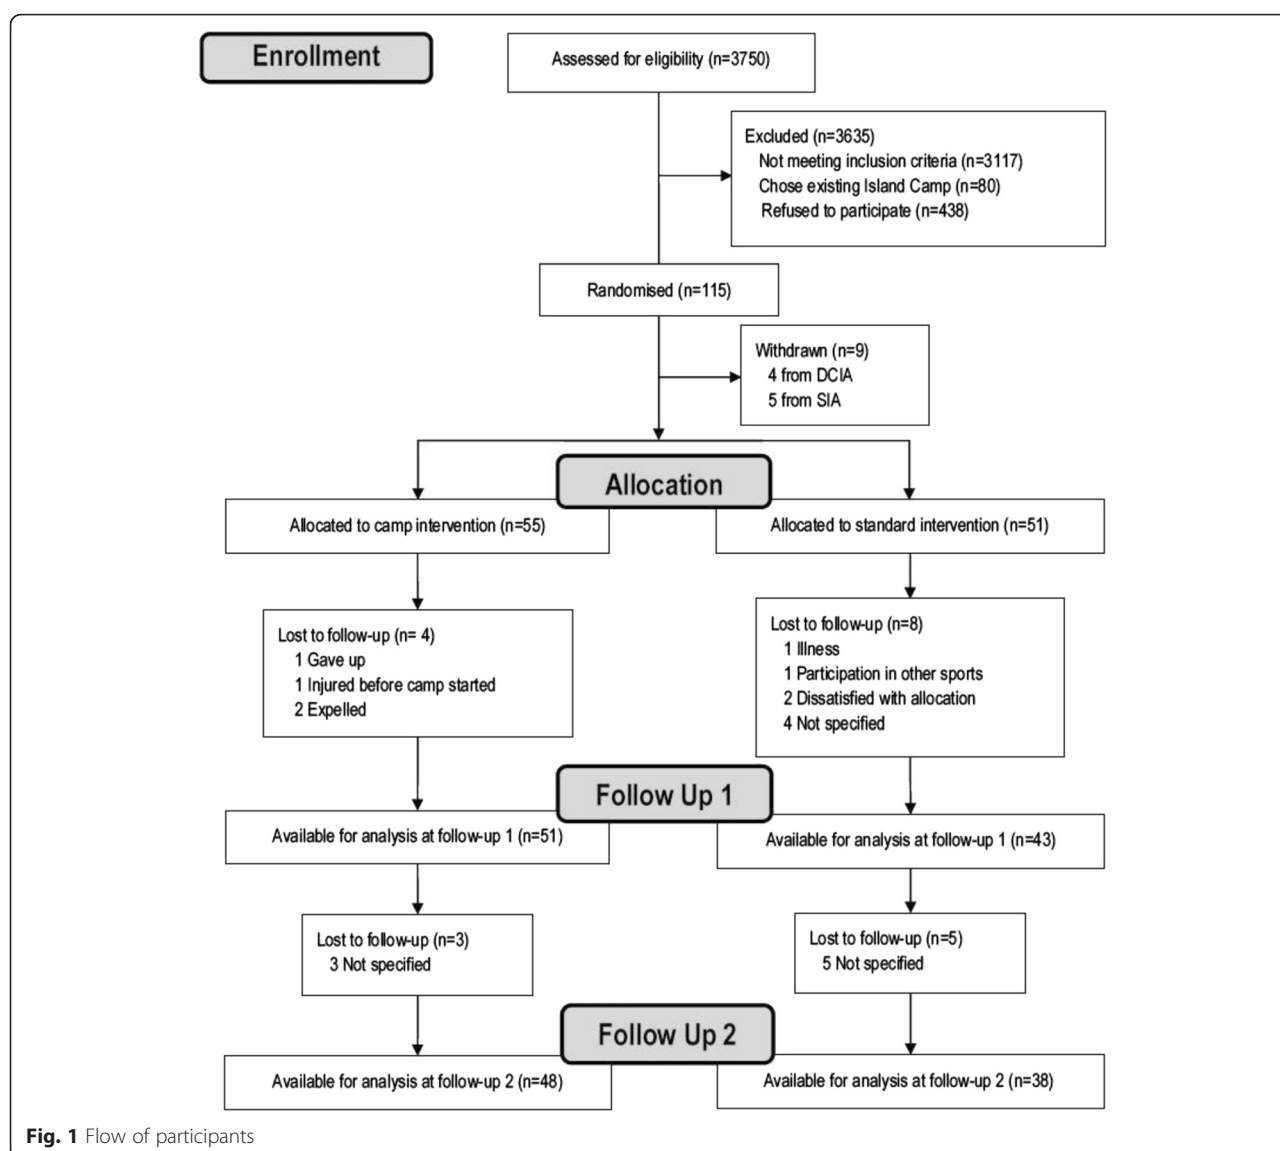 Enrollment
Assessed for eligibility (n=3750)
Excluded (n=3635)
Not meeting inclusion criteria (n=3117)
Chose existing Island Camp (n=80)
Refused to participate (n=438)
Randomised (n=115)
Withdrawn (n=9)
4 from DCIA
5 from SIA
Allocation
Allocated to camp intervention (n=55)
Allocated to standard intervention (n=51)
Lost to follow-up (n= 4)
1 Gave up
1 Injured before camp started
2 Expelled
Lost to follow-up (n=8)
1 Illness
1 Participation in other sports
2 Dissatisfied with allocation
4 Not specified
Follow Up 1
Available for analysis at follow-up 1 (n=51)
Available for analysis at follow-up 1 (n=43)
Lost to follow-up (n=3)
3 Not specified
Lost to follow-up (n=5)
5 Not specified
Follow Up 2
Available for analysis at follow-up 2 (n=48)
Available for analysis at follow-up 2 (n=38)
Fig. 1 Flow of participants